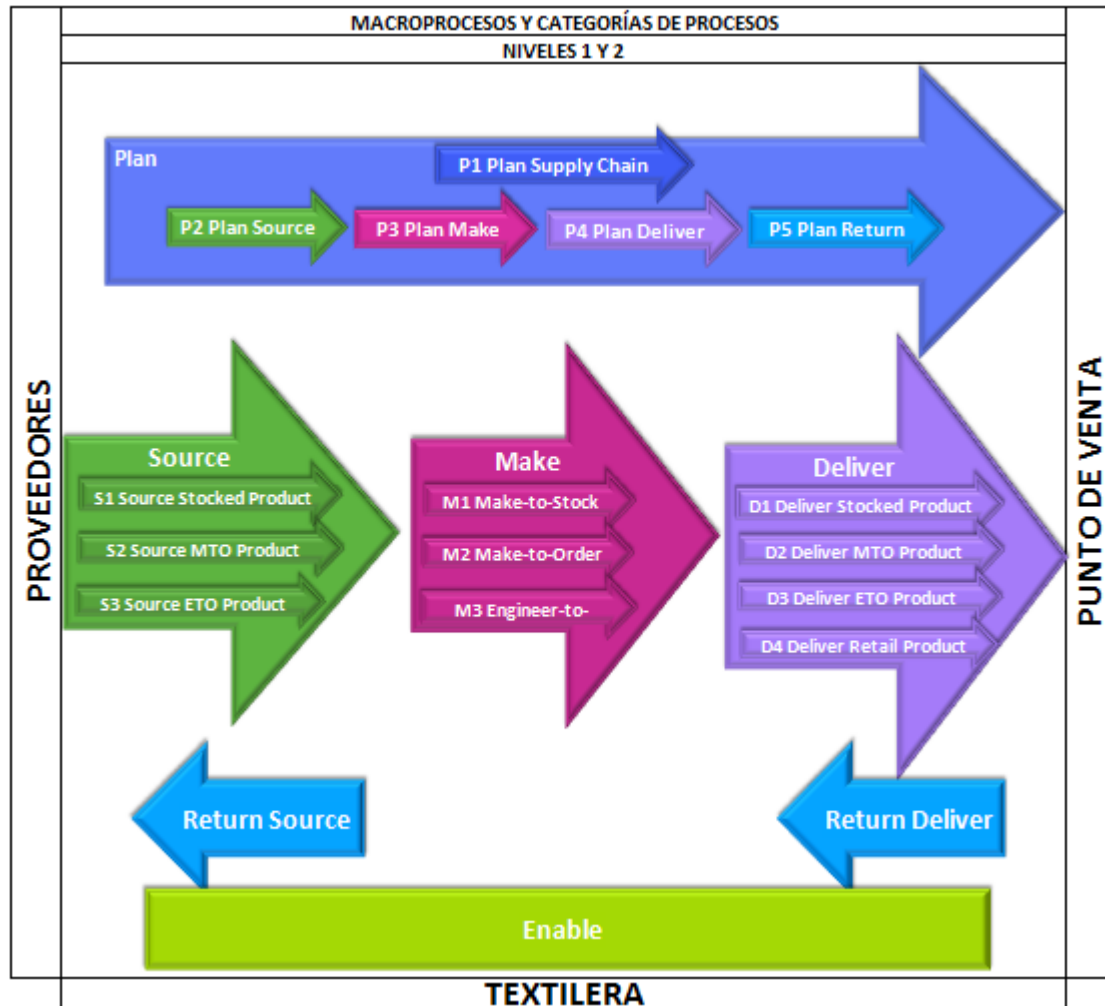 MACROPROCESOS Y CATEGORÍAS DE PROCESOS
NIVELES 1 Y 2
PROVEEDORES
Plan
P1 Plan Supply Chain
P2 Plan Source
P3 Plan Make
P4 Plan Deliver
P5 Plan Return
Source
S1 Source Stocked Product
S2 Source MTO Product
S3 Source ETO Product
Make
M1 Make-to-Stock
M2 Make-to-Order
M3 Engineer-to-
Deliver
D1 Deliver Stocked Product
D2 Deliver MTO Product
D3 Deliver ETO Product
D4 Deliver Retail Product
PUNTO DE VENTA
Return Source
Return Deliver
Enable
TEXTILERA